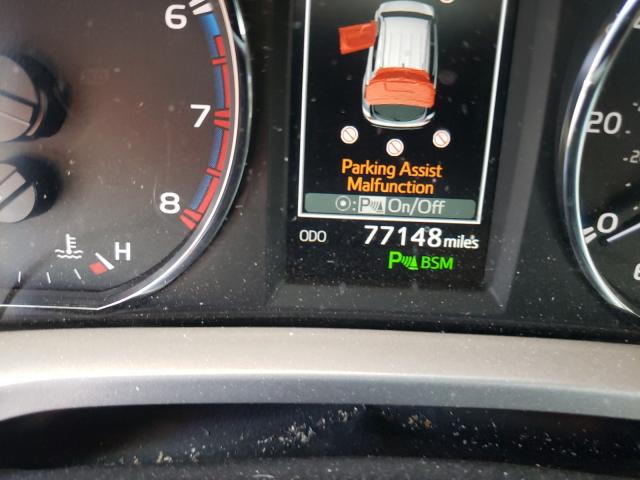 6
7
8
H
Parking Assist
Malfunction
: P On/Off
ODO 77148 miles
P BSM
20
0